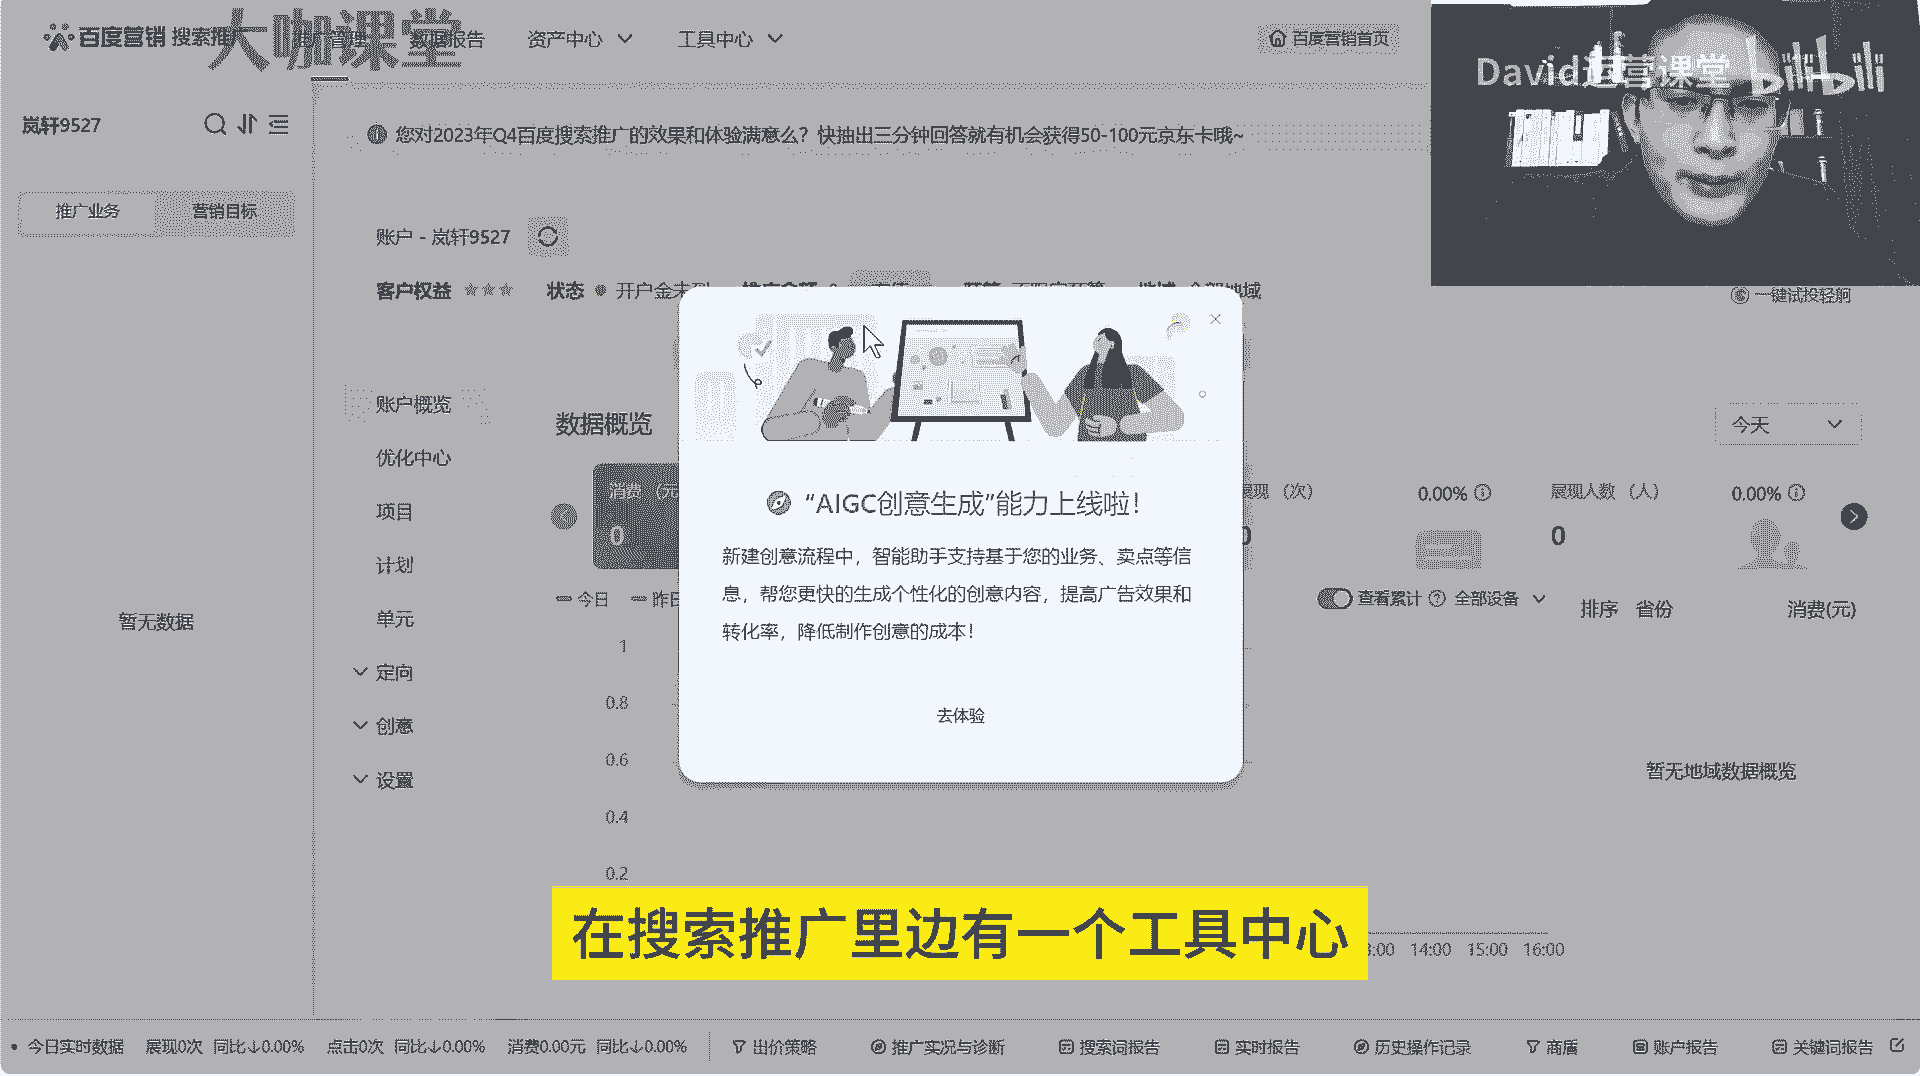 百度营销 搜索推广
大咖课堂
推广管理 数据报告 资产中心 工具中心
百度营销首页
David运营课堂 bilibili
岚轩9527
您对2023年Q4百度搜索推广的效果和体验满意么？快抽出三分钟回答就有机会获得50-100元京东卡哦~
推广业务 营销目标
账户 - 岚轩9527
客户权益 状态 开户金未到
全部地域
一键试投轻舸
账户概览
优化中心
项目
计划
单元
定向
创意
设置
暂无数据
数据概览
今天
消费 （元
0
展现 （次） 0.00%
0
展现人数 （人） 0.00%
0
今日 昨日
查看累计 全部设备
排序 省份 消费(元)
1
0.8
0.6
0.4
0.2
暂无地域数据概览
“AIGC创意生成”能力上线啦！
新建创意流程中，智能助手支持基于您的业务、卖点等信
息，帮您更快的生成个性化的创意内容，提高广告效果和
转化率，降低制作创意的成本！
去体验
在搜索推广里边有一个工具中心
14:00 15:00 16:00
今日实时数据 展现0次 同比↓0.00% 点击0次 同比↓0.00% 消费0.00元 同比↓0.00% 出价策略 推广实况与诊断 搜索词报告 实时报告 历史操作记录 商盾 账户报告 关键词报告